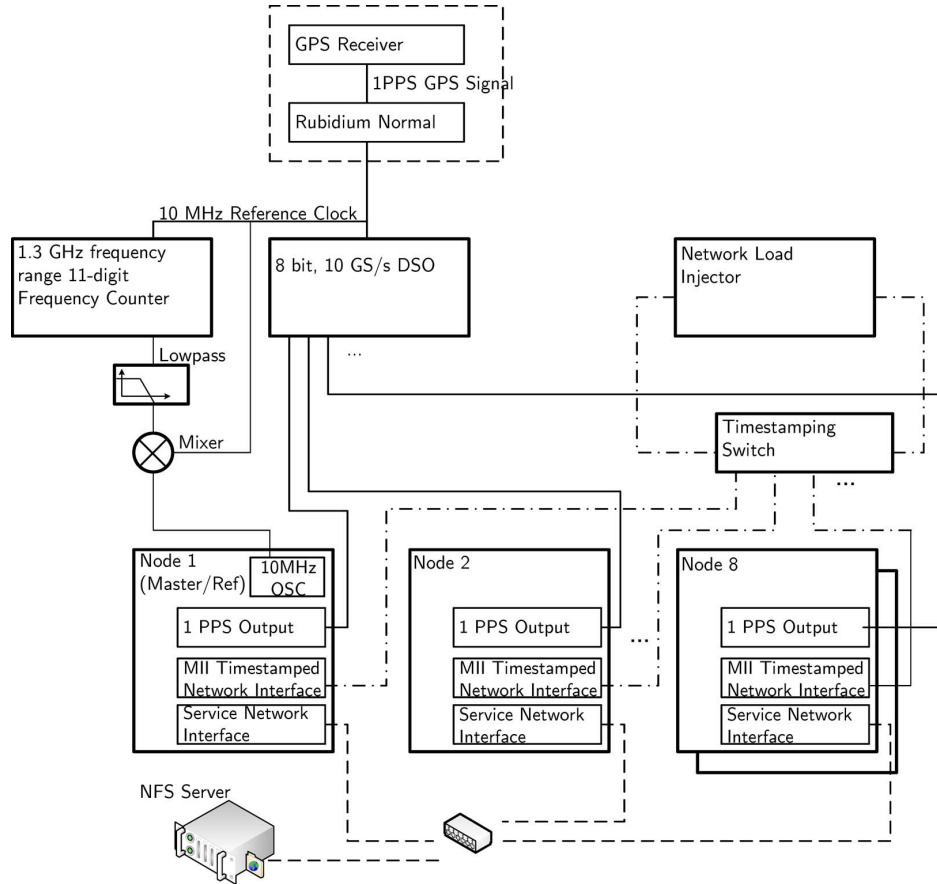 GPS Receiver
1PPS GPS Signal
Rubidium Normal
10 MHz Reference Clock
1.3 GHz frequency
range 11-digit
Frequency Counter
8 bit, 10 GS/s DSO
...
Network Load
Injector
Lowpass
Mixer
Timestamping
Switch
...
Node 1
(Master/Ref)
10MHz
OSC
1 PPS Output
MII Timestamped
Network Interface
Service Network
Interface
Node 2
1 PPS Output
MII Timestamped
Network Interface
Service Network
Interface
...
Node 8
1 PPS Output
MII Timestamped
Network Interface
Service Network
Interface
NFS Server